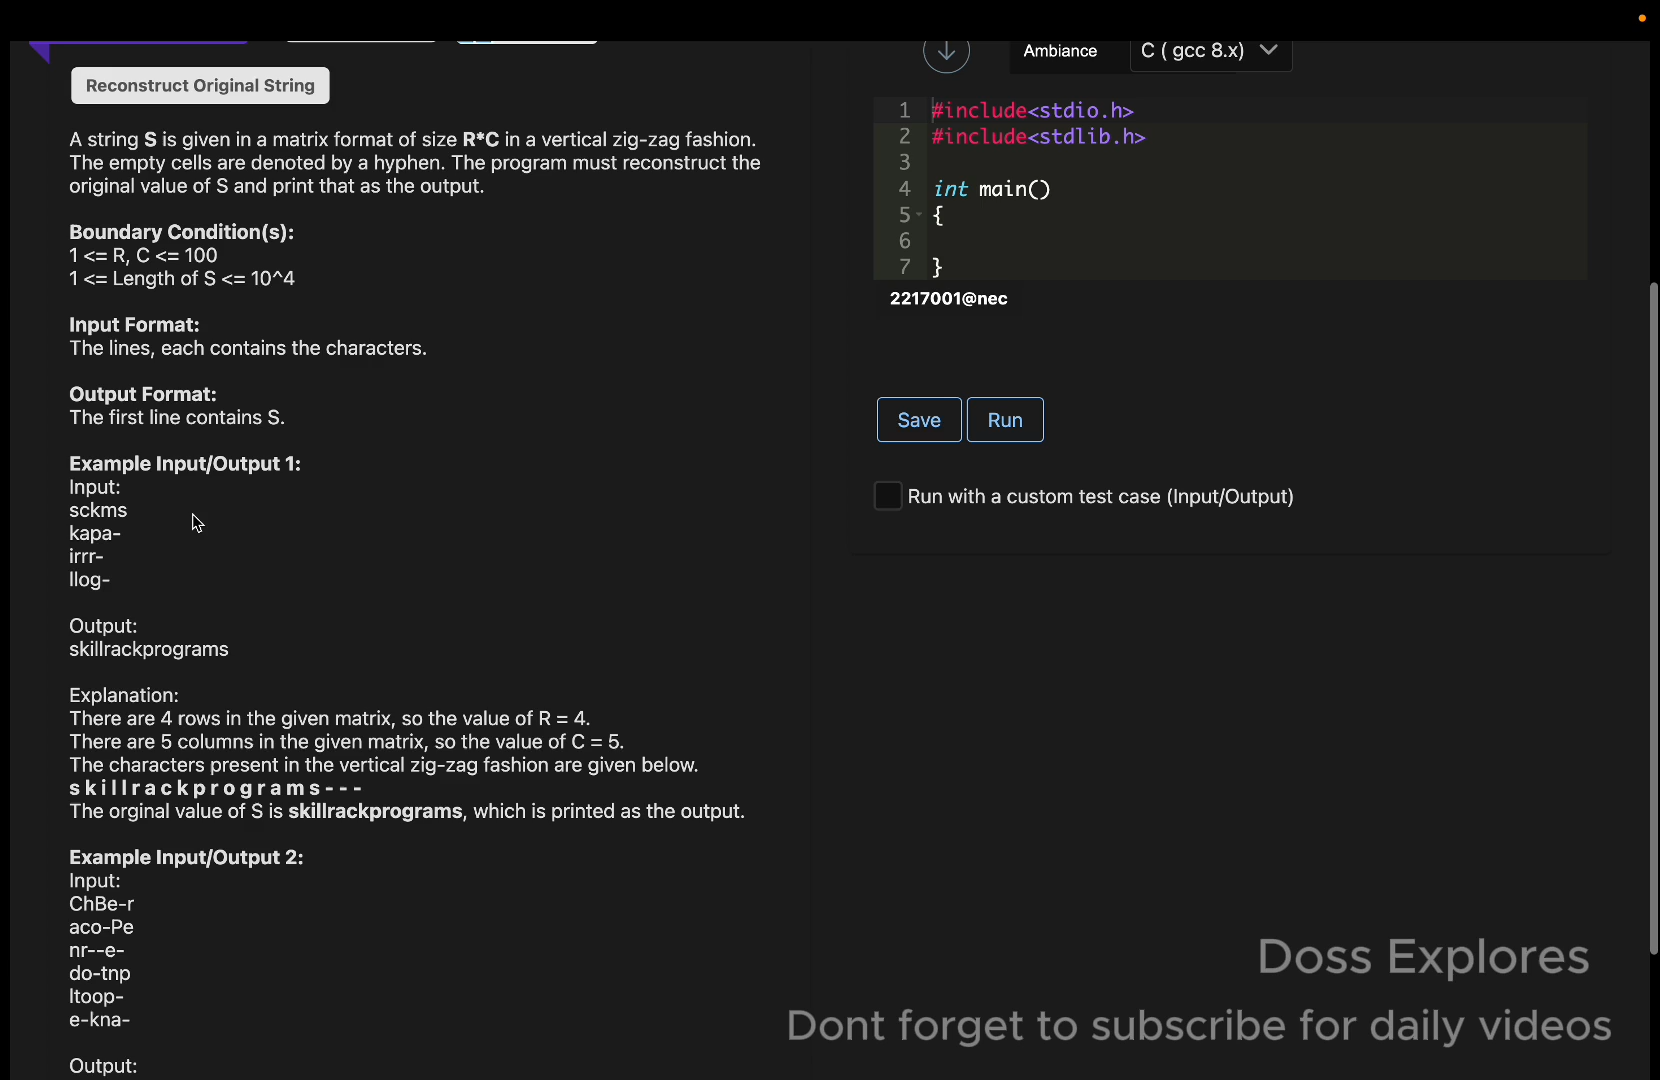 Reconstruct Original String
A string S is given in a matrix format of size R*C in a vertical zig-zag fashion.
The empty cells are denoted by a hyphen. The program must reconstruct the
original value of S and print that as the output.
Boundary Condition(s):
1 <= R, C <= 100
1 <= Length of S <= 10^4
Input Format:
The lines, each contains the characters.
Output Format:
The first line contains S.
Example Input/Output 1:
Input:
sckms
kapa-
irrr-
llog-
Output:
skillrackprograms
Explanation:
There are 4 rows in the given matrix, so the value of R = 4.
There are 5 columns in the given matrix, so the value of C = 5.
The characters present in the vertical zig-zag fashion are given below.
s k i l l r a c k p r o g r a m s - - -
The orginal value of S is skillrackprograms, which is printed as the output.
Example Input/Output 2:
Input:
ChBe-r
aco-Pe
nr--e-
do-tnp
ltoop-
e-kna-
Output:
Ambiance
C ( gcc 8.x)
1 #include<stdio.h>
2 #include<stdlib.h>
3
4 int main()
5 {
6
7 }
2217001@nec
Save Run
Run with a custom test case (Input/Output)
Doss Explores
Dont forget to subscribe for daily videos